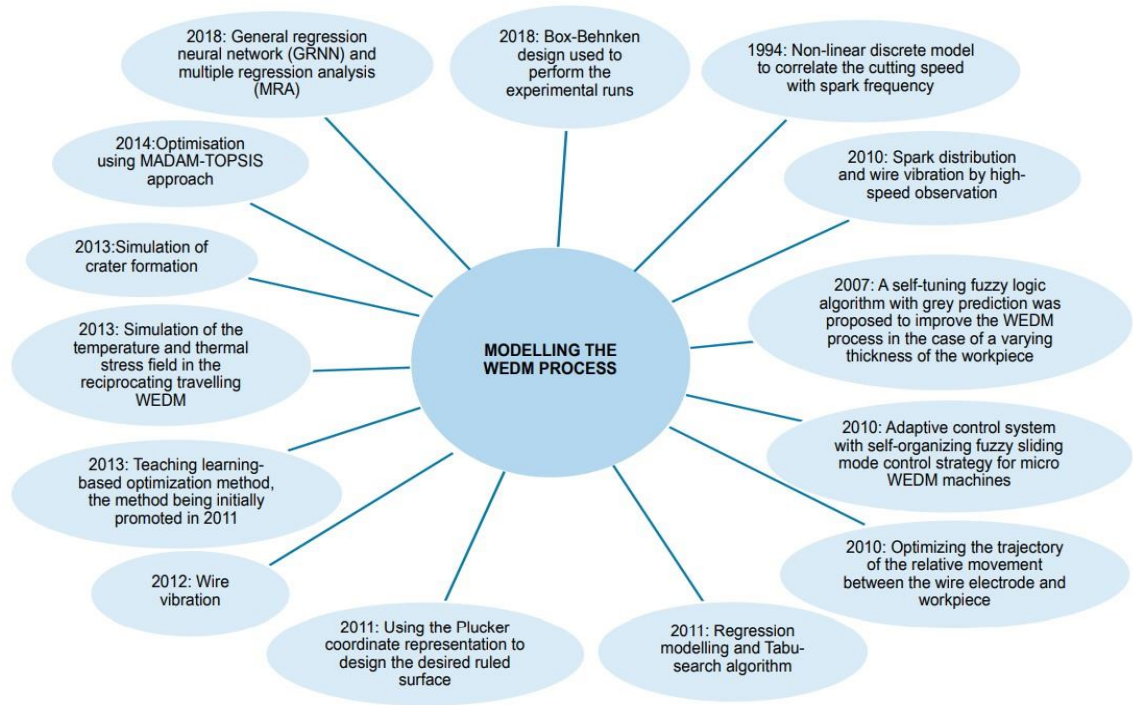 2018: General regression
neural network (GRNN) and
multiple regression analysis
(MRA)
2018: Box-Behnken
design used to
perform the
experimental runs
1994: Non-linear discrete model
to correlate the cutting speed
with spark frequency
2014:Optimisation
using MADAM-TOPSIS
approach
2010: Spark distribution
and wire vibration by high-
speed observation
2013:Simulation of
crater formation
2007: A self-tuning fuzzy logic
algorithm with grey prediction was
proposed to improve the WEDM
process in the case of a varying
thickness of the workpiece
2013: Simulation of the
temperature and thermal
stress field in the
reciprocating travelling
WEDM
MODELLING THE
WEDM PROCESS
2010: Adaptive control system
with self-organizing fuzzy sliding
mode control strategy for micro
WEDM machines
2013: Teaching learning-
based optimization method,
the method being initially
promoted in 2011
2010: Optimizing the trajectory
of the relative movement
between the wire electrode and
workpiece
2012: Wire
vibration
2011: Using the Plucker
coordinate representation to
design the desired ruled
surface
2011: Regression
modelling and Tabu-
search algorithm